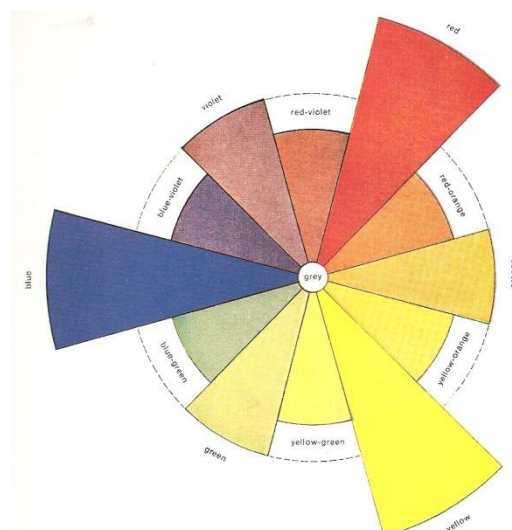 red
red-violet
violet
red-orange
blue-violet
grey
blue
yellow-orange
blue-green
yellow-green
green
yellow